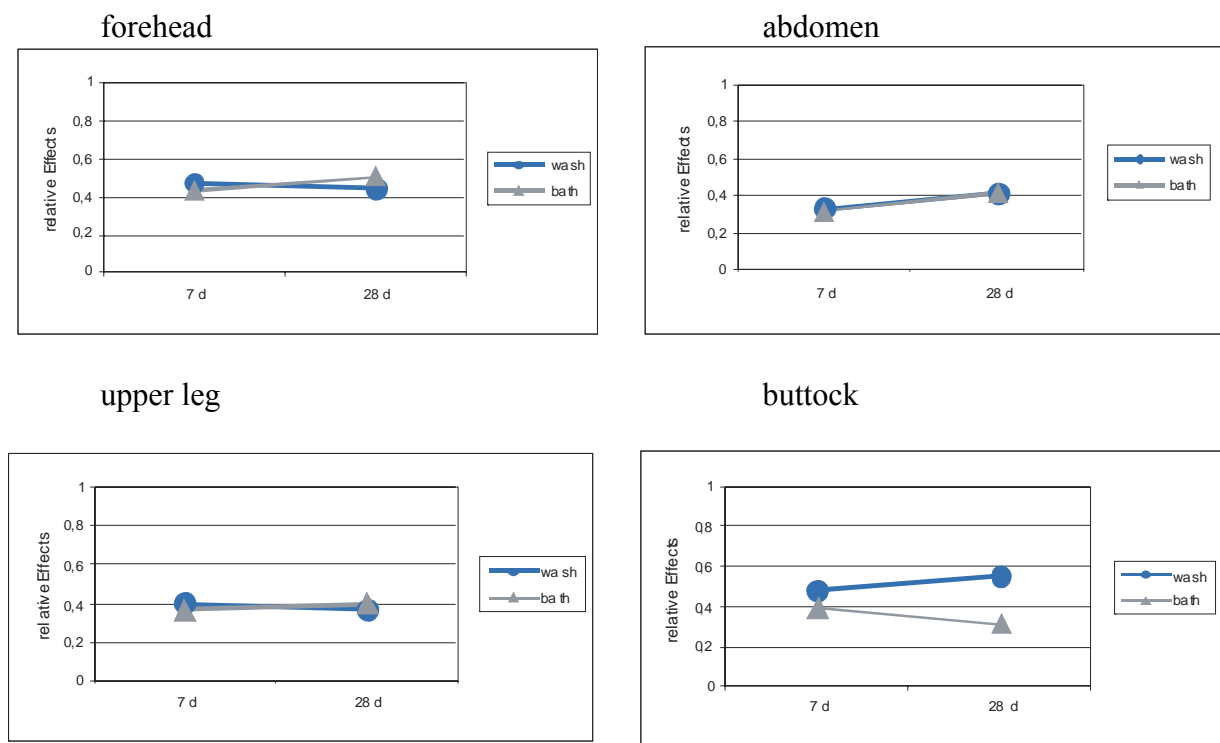 forehead
relative Effects
1
0,8
0,6
0,4
0,2
0
7 d
28 d
wash
bath
abdomen
relative Effects
1
0,8
0,6
0,4
0,2
0
7 d
28 d
wash
bath
upper leg
relative Effects
1
0,8
0,6
0,4
0,2
0
7 d
28 d
wash
bath
buttock
relative Effects
1
0,8
0,6
0,4
0,2
0
7 d
28 d
wash
bath